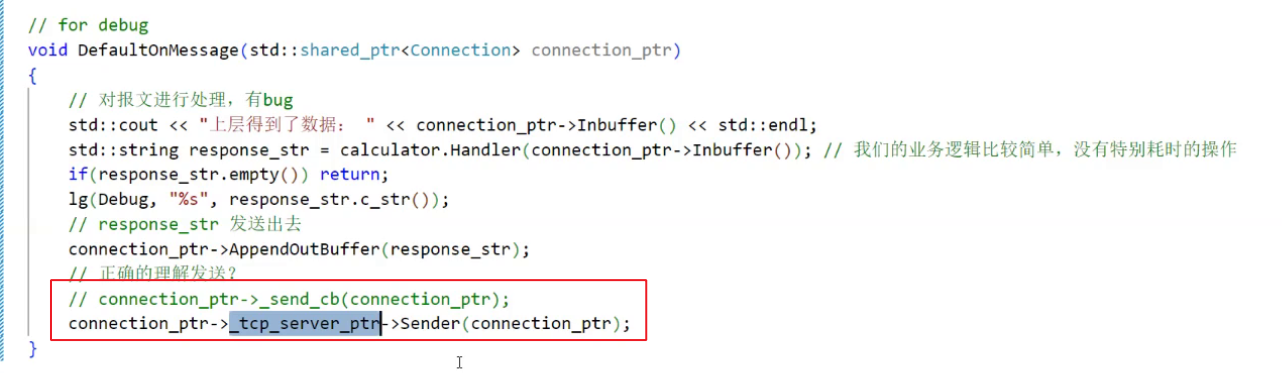 // for debug
void DefaultOnMessage(std::shared_ptr<Connection> connection_ptr)
{
// 对报文进行处理，有bug
std::cout << "上层得到了数据： " << connection_ptr->Inbuffer() << std::endl;
std::string response_str = calculator.Handler(connection_ptr->Inbuffer()); // 我们的业务逻辑比较简单，没有特别耗时的操作
if(response_str.empty()) return;
lg(Debug, "%s", response_str.c_str());
// response_str 发送出去
connection_ptr->AppendOutBuffer(response_str);
// 正确的理解发送？
// connection_ptr->_send_cb(connection_ptr);
connection_ptr->_tcp_server_ptr->Sender(connection_ptr);
}